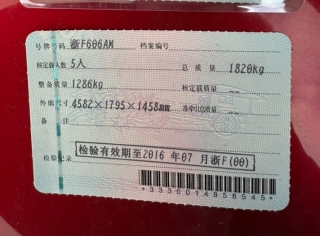 号牌号码 浙F606AM 档案编号
核定载人数 5人 总质量 1820kg
整备质量 1286kg 核定载质量 --
外廓尺寸 4582×1795×1458mm 准牵引总质量 --
备注
检验记录 检验有效期至2016年07月浙F(00)
*3330014858545*